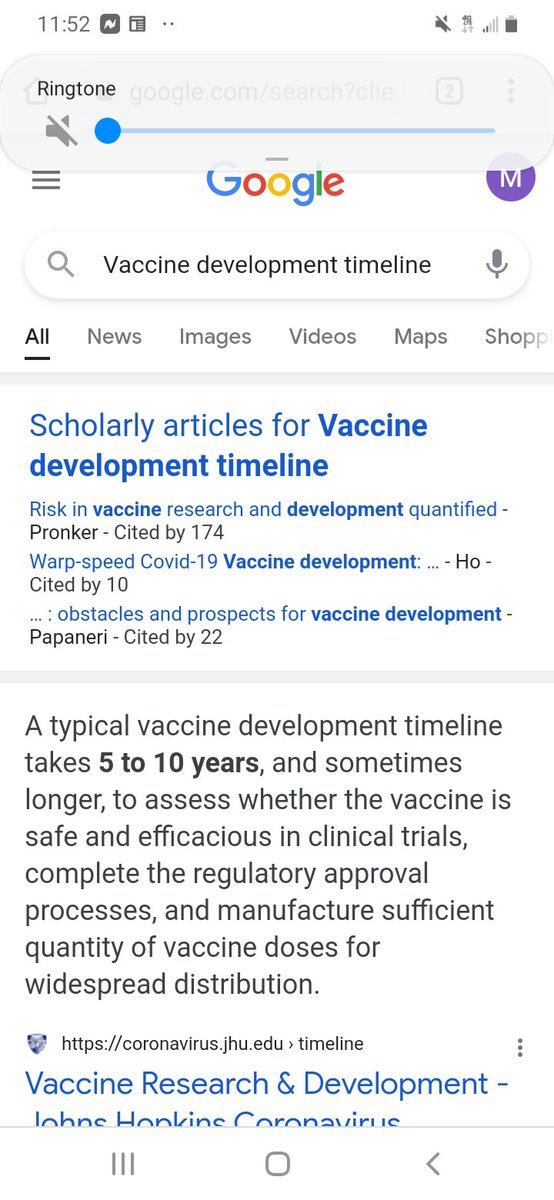 11:52
Ringtone
google.com/search?clie
2
Google
M
Vaccine development timeline
All News Images Videos Maps Shoppi
Scholarly articles for Vaccine
development timeline
Risk in vaccine research and development quantified -
Pronker - Cited by 174
Warp-speed Covid-19 Vaccine development: ... - Ho -
Cited by 10
... : obstacles and prospects for vaccine development -
Papaneri - Cited by 22
A typical vaccine development timeline
takes 5 to 10 years, and sometimes
longer, to assess whether the vaccine is
safe and efficacious in clinical trials,
complete the regulatory approval
processes, and manufacture sufficient
quantity of vaccine doses for
widespread distribution.
https://coronavirus.jhu.edu › timeline
Vaccine Research & Development -
Johns Hopkins Coronavirus